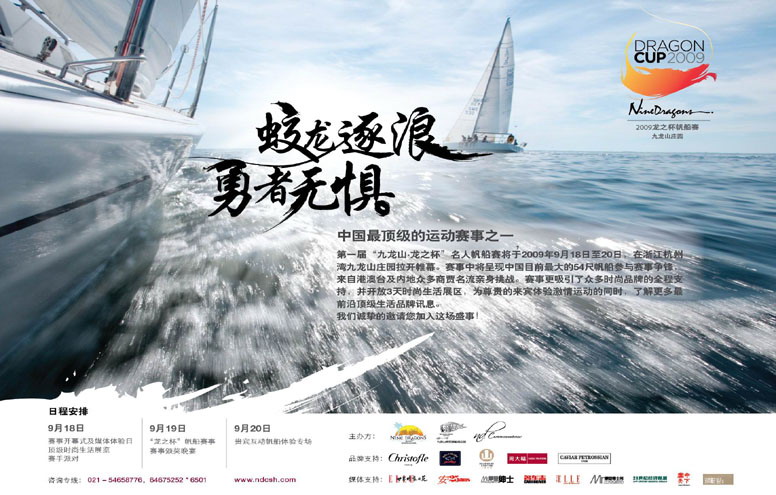 DRAGON
CUP2009
NineDragons
2009龙之杯帆船赛
九龙山庄园
蛟龙逐浪
勇者无惧。
中国最顶级的运动赛事之一
第一届“九龙山·龙之杯”名人帆船赛将于2009年9月18日至20日，在浙江杭州
湾九龙山庄园拉开帷幕。赛事中将呈现中国目前最大的54尺帆船参与赛事争锋，
来自港澳台及内地众多商贾名流亲身挑战。赛事更吸引了众多时尚品牌的全程支
持，并开放3天时尚生活展区，为尊贵的来宾体验激情运动的同时，了解更多最
前沿顶级生活品牌讯息。
我们诚挚的邀请您加入这场盛事！
日程安排
9月18日
赛事开幕式及媒体体验日
顶级时尚生活展览
赛手派对
9月19日
“龙之杯”帆船赛事
赛事颁奖晚宴
9月20日
贵宾互动帆船体验专场
咨询专线：021－54658776，64675252*6501
www.ndcsh.com
主办方：
NINE DRAGONS
品牌支持：
Christofle
周大福
CAVIAR PETROSSIAN
媒体支持：
ELLE